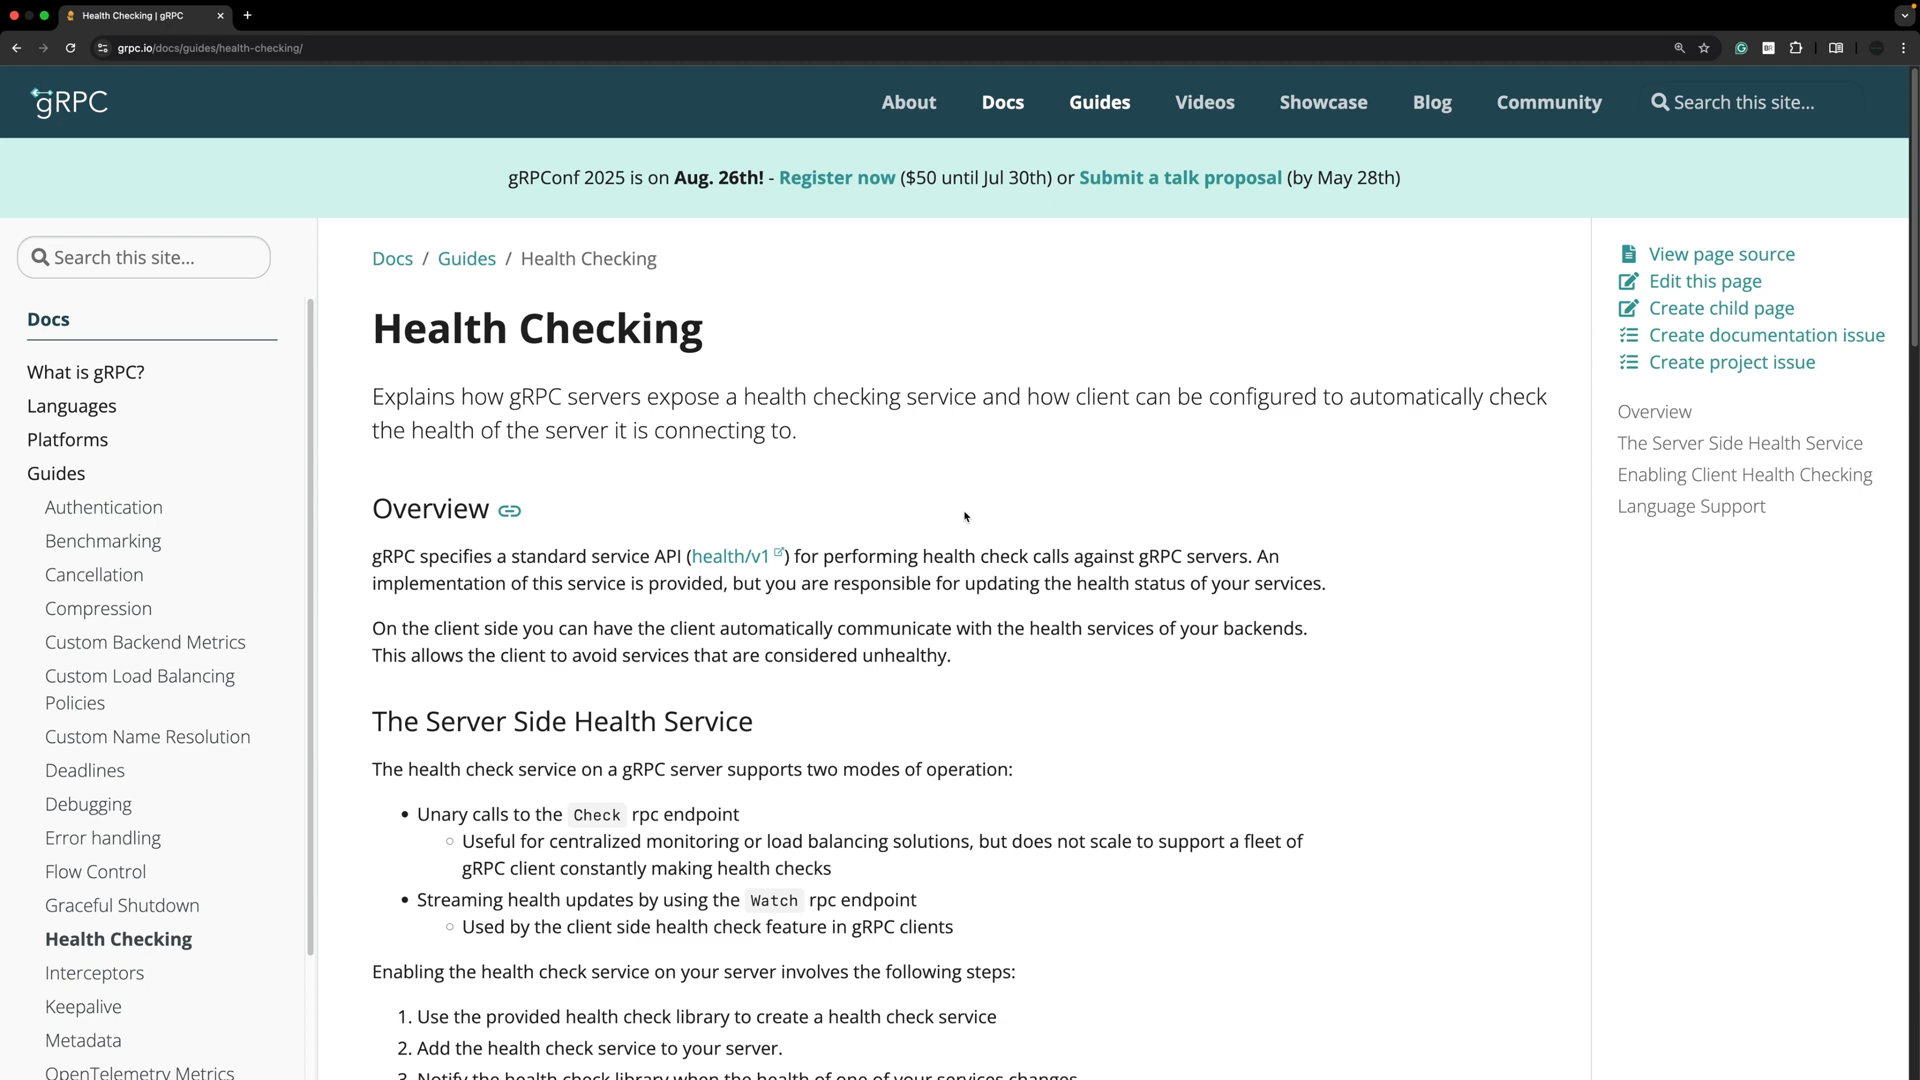 Health Checking | gRPC
grpc.io/docs/guides/health-checking/
gRPC
About
Docs
Guides
Videos
Showcase
Blog
Community
Search this site...
gRPConf 2025 is on Aug. 26th! - Register now ($50 until Jul 30th) or Submit a talk proposal (by May 28th)
Search this site...
Docs
What is gRPC?
Languages
Platforms
Guides
Authentication
Benchmarking
Cancellation
Compression
Custom Backend Metrics
Custom Load Balancing
Policies
Custom Name Resolution
Deadlines
Debugging
Error handling
Flow Control
Graceful Shutdown
Health Checking
Interceptors
Keepalive
Metadata
OpenTelemetry Metrics
Docs / Guides / Health Checking
Health Checking
Explains how gRPC servers expose a health checking service and how client can be configured to automatically check
the health of the server it is connecting to.
Overview
gRPC specifies a standard service API (health/v1) for performing health check calls against gRPC servers. An
implementation of this service is provided, but you are responsible for updating the health status of your services.
On the client side you can have the client automatically communicate with the health services of your backends.
This allows the client to avoid services that are considered unhealthy.
The Server Side Health Service
The health check service on a gRPC server supports two modes of operation:
• Unary calls to the Check rpc endpoint
○ Useful for centralized monitoring or load balancing solutions, but does not scale to support a fleet of
gRPC client constantly making health checks
• Streaming health updates by using the Watch rpc endpoint
○ Used by the client side health check feature in gRPC clients
Enabling the health check service on your server involves the following steps:
1. Use the provided health check library to create a health check service
2. Add the health check service to your server.
3. Notify the health check library when the health of one of your services changes.
View page source
Edit this page
Create child page
Create documentation issue
Create project issue
Overview
The Server Side Health Service
Enabling Client Health Checking
Language Support